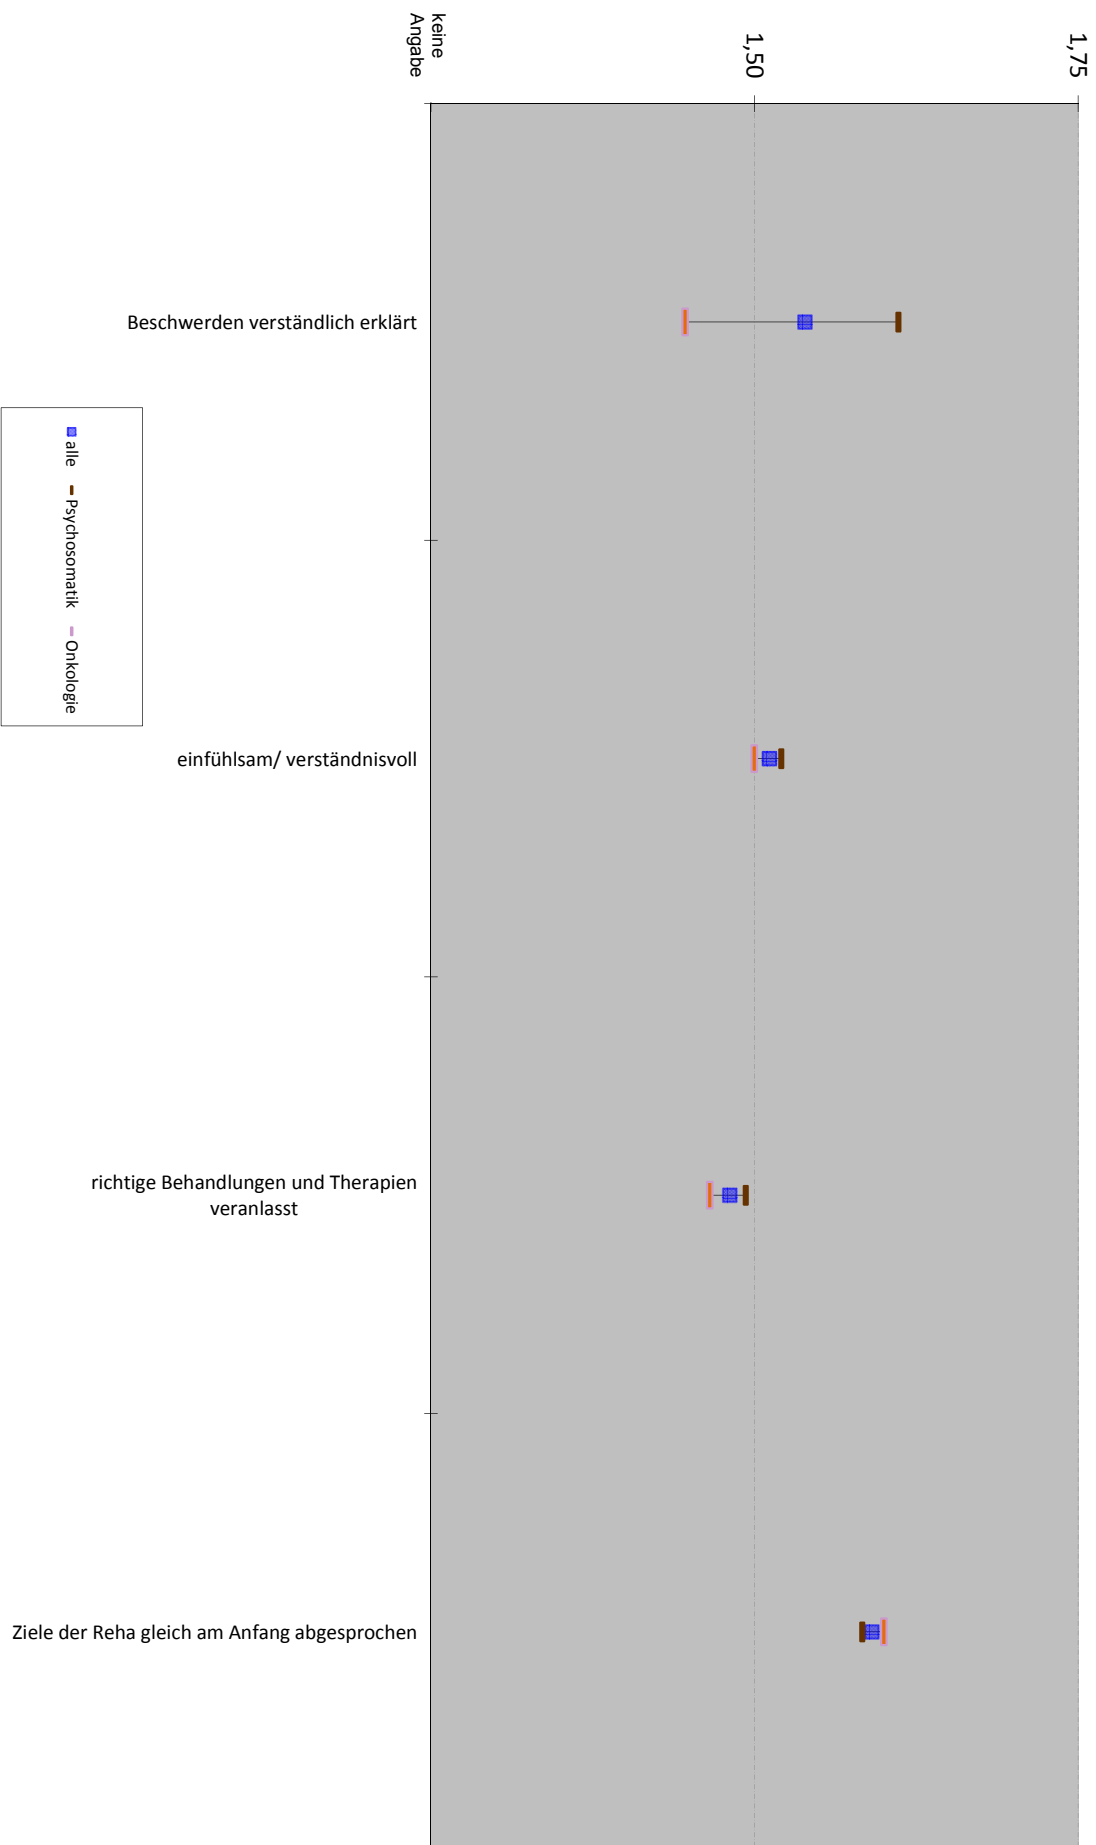 1,75
1,50
keine
Angabe
Beschwerden verständlich erklärt
einfühlsam/ verständnisvoll
richtige Behandlungen und Therapien
veranlasst
Ziele der Reha gleich am Anfang abgesprochen
alle Psychosomatik Onkologie